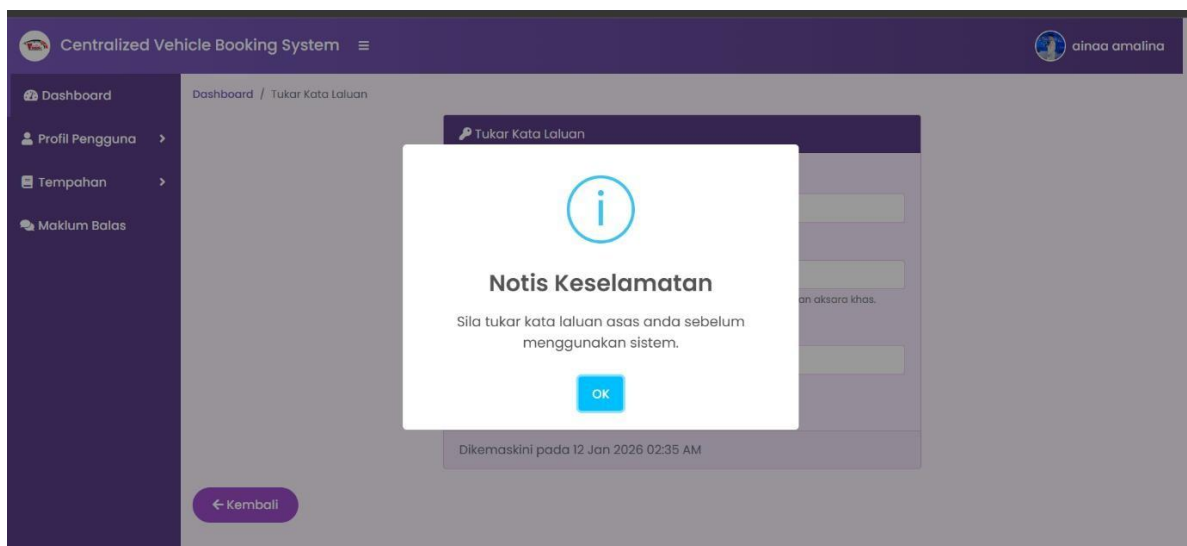 Centralized Vehicle Booking System
ainaa amalina
Dashboard
Profil Pengguna
Tempahan
Maklum Balas
Dashboard / Tukar Kata Laluan
Tukar Kata Laluan
an aksara khas.
Notis Keselamatan
Sila tukar kata laluan asas anda sebelum
menggunakan sistem.
OK
Dikemaskini pada 12 Jan 2026 02:35 AM
Kembali